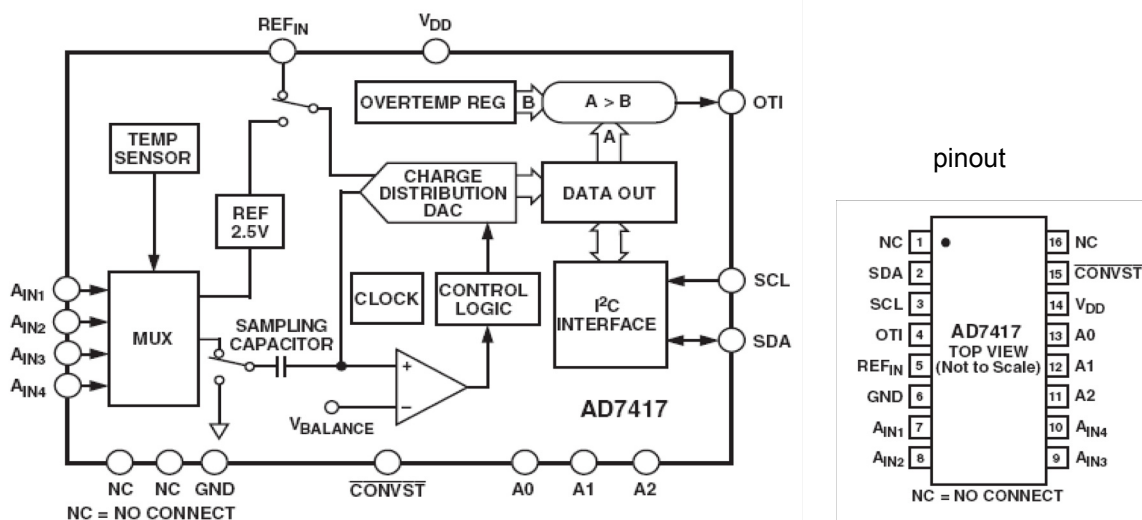 REFIN
VDD
OVERTEMP REG
B
A > B
OTI
A
TEMP
SENSOR
CHARGE
DISTRIBUTION
DAC
DATA OUT
REF
2.5V
AIN1
AIN2
AIN3
AIN4
MUX
CLOCK
CONTROL
LOGIC
SAMPLING
CAPACITOR
I2C
INTERFACE
SCL
SDA
+
−
VBALANCE
AD7417
NC NC GND CONVST A0 A1 A2
NC = NO CONNECT
pinout
NC 1 16 NC
SDA 2 15 CONVST
SCL 3 14 VDD
OTI 4 13 A0
REFIN 5 12 A1
GND 6 11 A2
AIN1 7 10 AIN4
AIN2 8 9 AIN3
AD7417
TOP VIEW
(Not to Scale)
NC = NO CONNECT